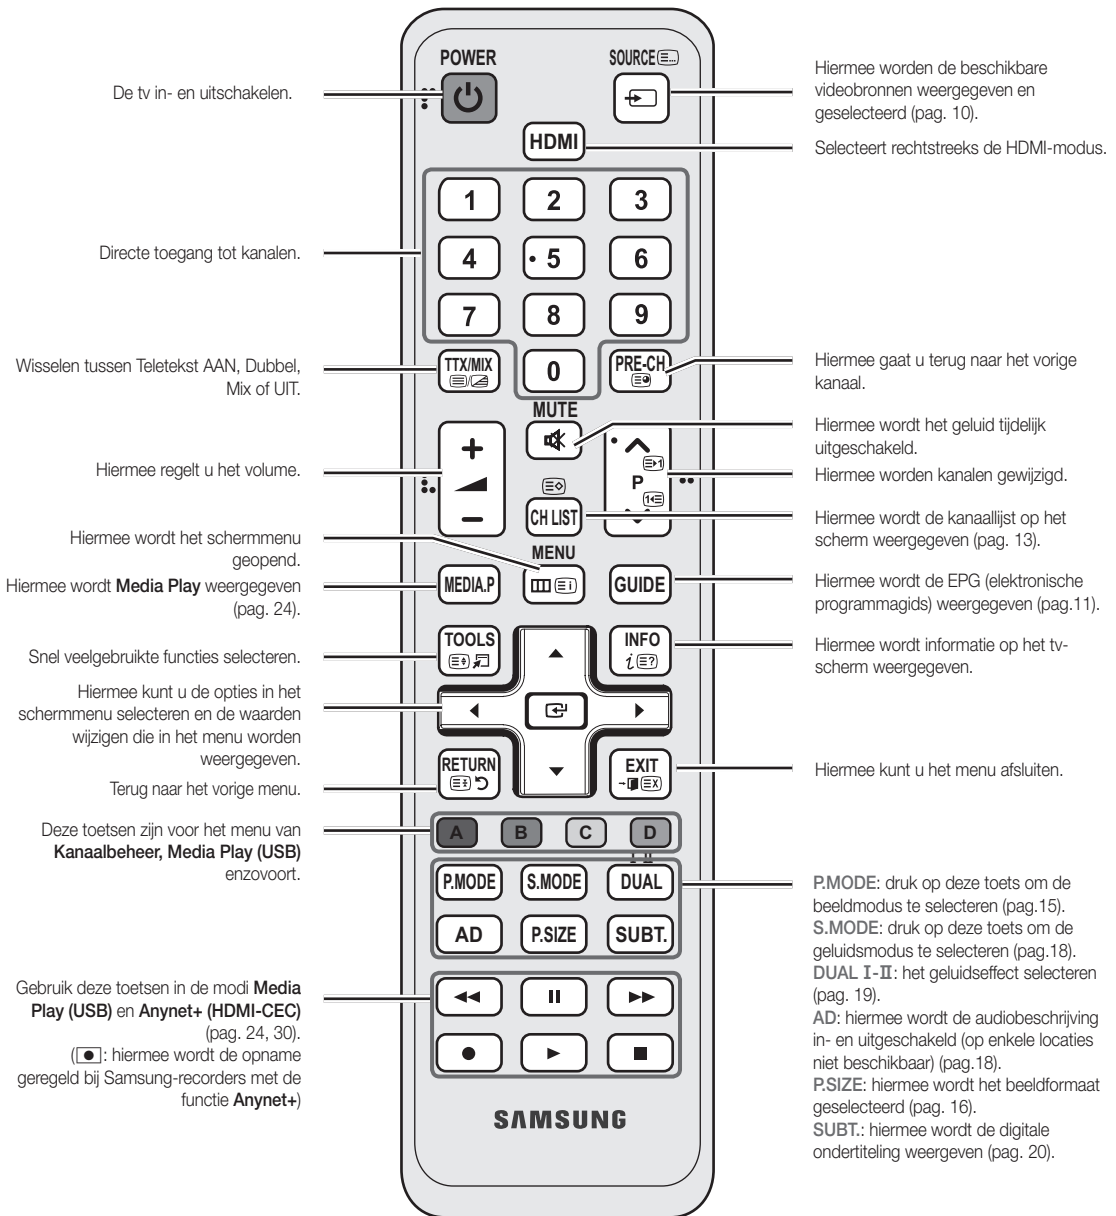 POWER
SOURCE
De tv in- en uitschakelen.
Hiermee worden de beschikbare
videobronnen weergegeven en
geselecteerd (pag. 10).
HDMI
Selecteert rechtstreeks de HDMI-modus.
1 2 3
Directe toegang tot kanalen.
4 5 6
7 8 9
Wisselen tussen Teletekst AAN, Dubbel,
Mix of UIT.
TTX/MIX
0
PRE-CH
Hiermee gaat u terug naar het vorige
kanaal.
MUTE
Hiermee wordt het geluid tijdelijk
uitgeschakeld.
Hiermee regelt u het volume.
+
P
−
Hiermee worden kanalen gewijzigd.
CH LIST
Hiermee wordt de kanaallijst op het
scherm weergegeven (pag. 13).
Hiermee wordt het schermmenu
geopend.
MENU
Hiermee wordt Media Play weergegeven
(pag. 24).
MEDIA.P
GUIDE
Hiermee wordt de EPG (elektronische
programmagids) weergegeven (pag.11).
Snel veelgebruikte functies selecteren.
TOOLS
INFO
Hiermee wordt informatie op het tv-
scherm weergegeven.
Hiermee kunt u de opties in het
schermmenu selecteren en de waarden
wijzigen die in het menu worden
weergegeven.
RETURN
EXIT
Terug naar het vorige menu.
Hiermee kunt u het menu afsluiten.
Deze toetsen zijn voor het menu van
Kanaalbeheer, Media Play (USB)
enzovoort.
A B C D
I-II
P.MODE S.MODE DUAL
AD P.SIZE SUBT.
P.MODE: druk op deze toets om de
beeldmodus te selecteren (pag.15).
S.MODE: druk op deze toets om de
geluidsmodus te selecteren (pag.18).
DUAL I-II: het geluidseffect selecteren
(pag. 19).
AD: hiermee wordt de audiobeschrijving
in- en uitgeschakeld (op enkele locaties
niet beschikbaar) (pag.18).
P.SIZE: hiermee wordt het beeldformaat
geselecteerd (pag. 16).
SUBT.: hiermee wordt de digitale
ondertiteling weergeven (pag. 20).
Gebruik deze toetsen in de modi Media
Play (USB) en Anynet+ (HDMI-CEC)
(pag. 24, 30).
(●: hiermee wordt de opname
geregeld bij Samsung-recorders met de
functie Anynet+)
SAMSUNG